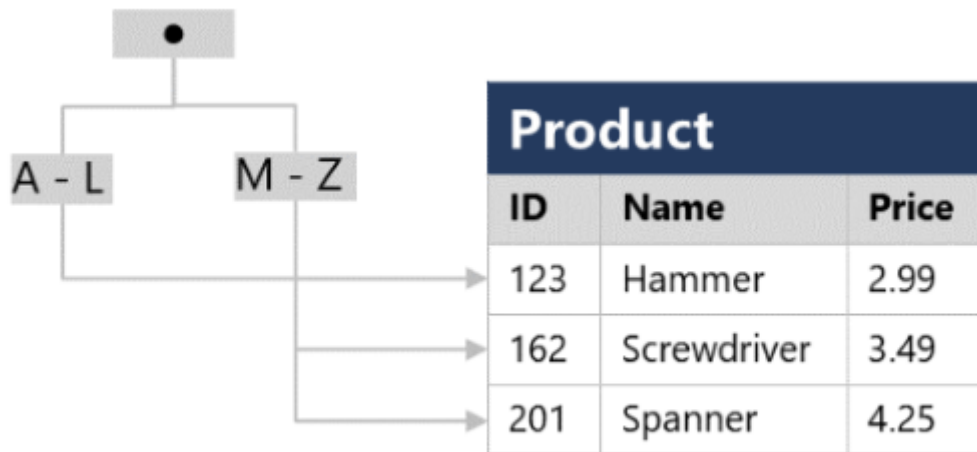 A - L
M - Z
Product
ID Name Price
123 Hammer 2.99
162 Screwdriver 3.49
201 Spanner 4.25